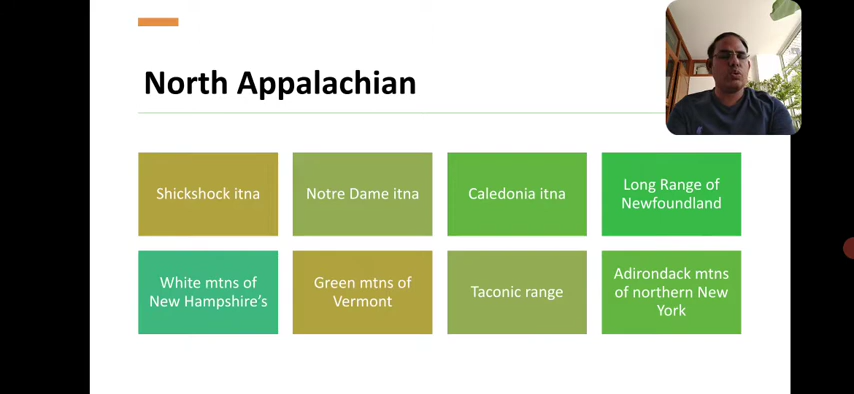 North Appalachian
Shickshock itna
Notre Dame itna
Caledonia itna
Long Range of
Newfoundland
White mtns of
New Hampshire's
Green mtns of
Vermont
Taconic range
Adirondack mtns
of northern New
York